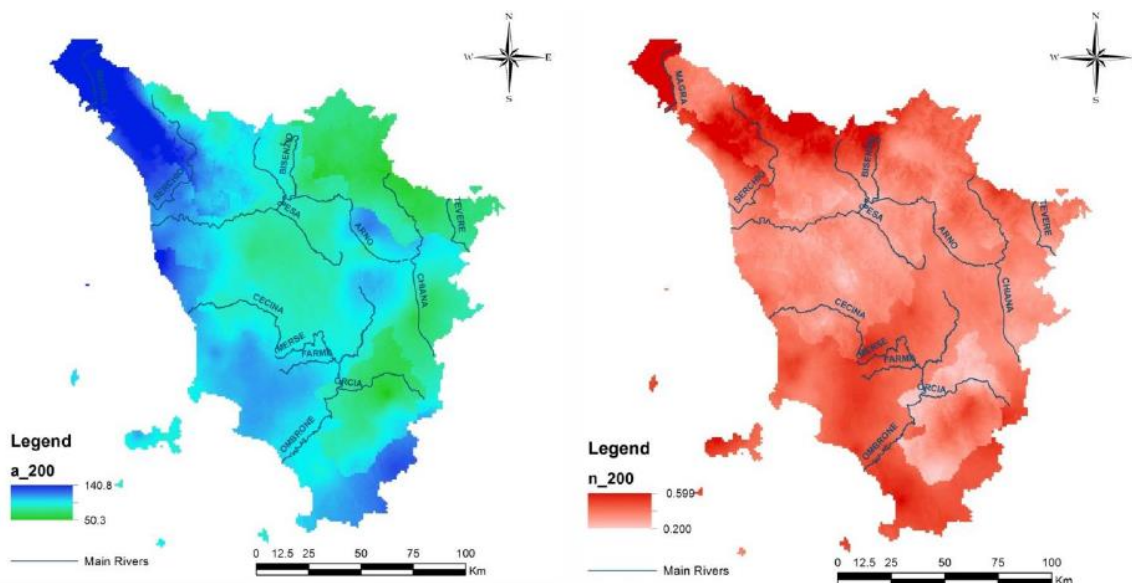 N
W E
S
MAGRA
SERCHIO
BISENZIO
PESA
ARNO
TEVERE
CHIANA
CECINA
MERSE
FARMA
ORCIA
OMBRONE
Legend
a_200
140.8
50.3
Main Rivers
0 12.5 25 50 75 100
Km
N
W E
S
MAGRA
SERCHIO
BISENZIO
PESA
ARNO
TEVERE
CHIANA
CECINA
MERSE
FARMA
ORCIA
OMBRONE
Legend
n_200
0.599
0.200
Main Rivers
0 12.5 25 50 75 100
Km